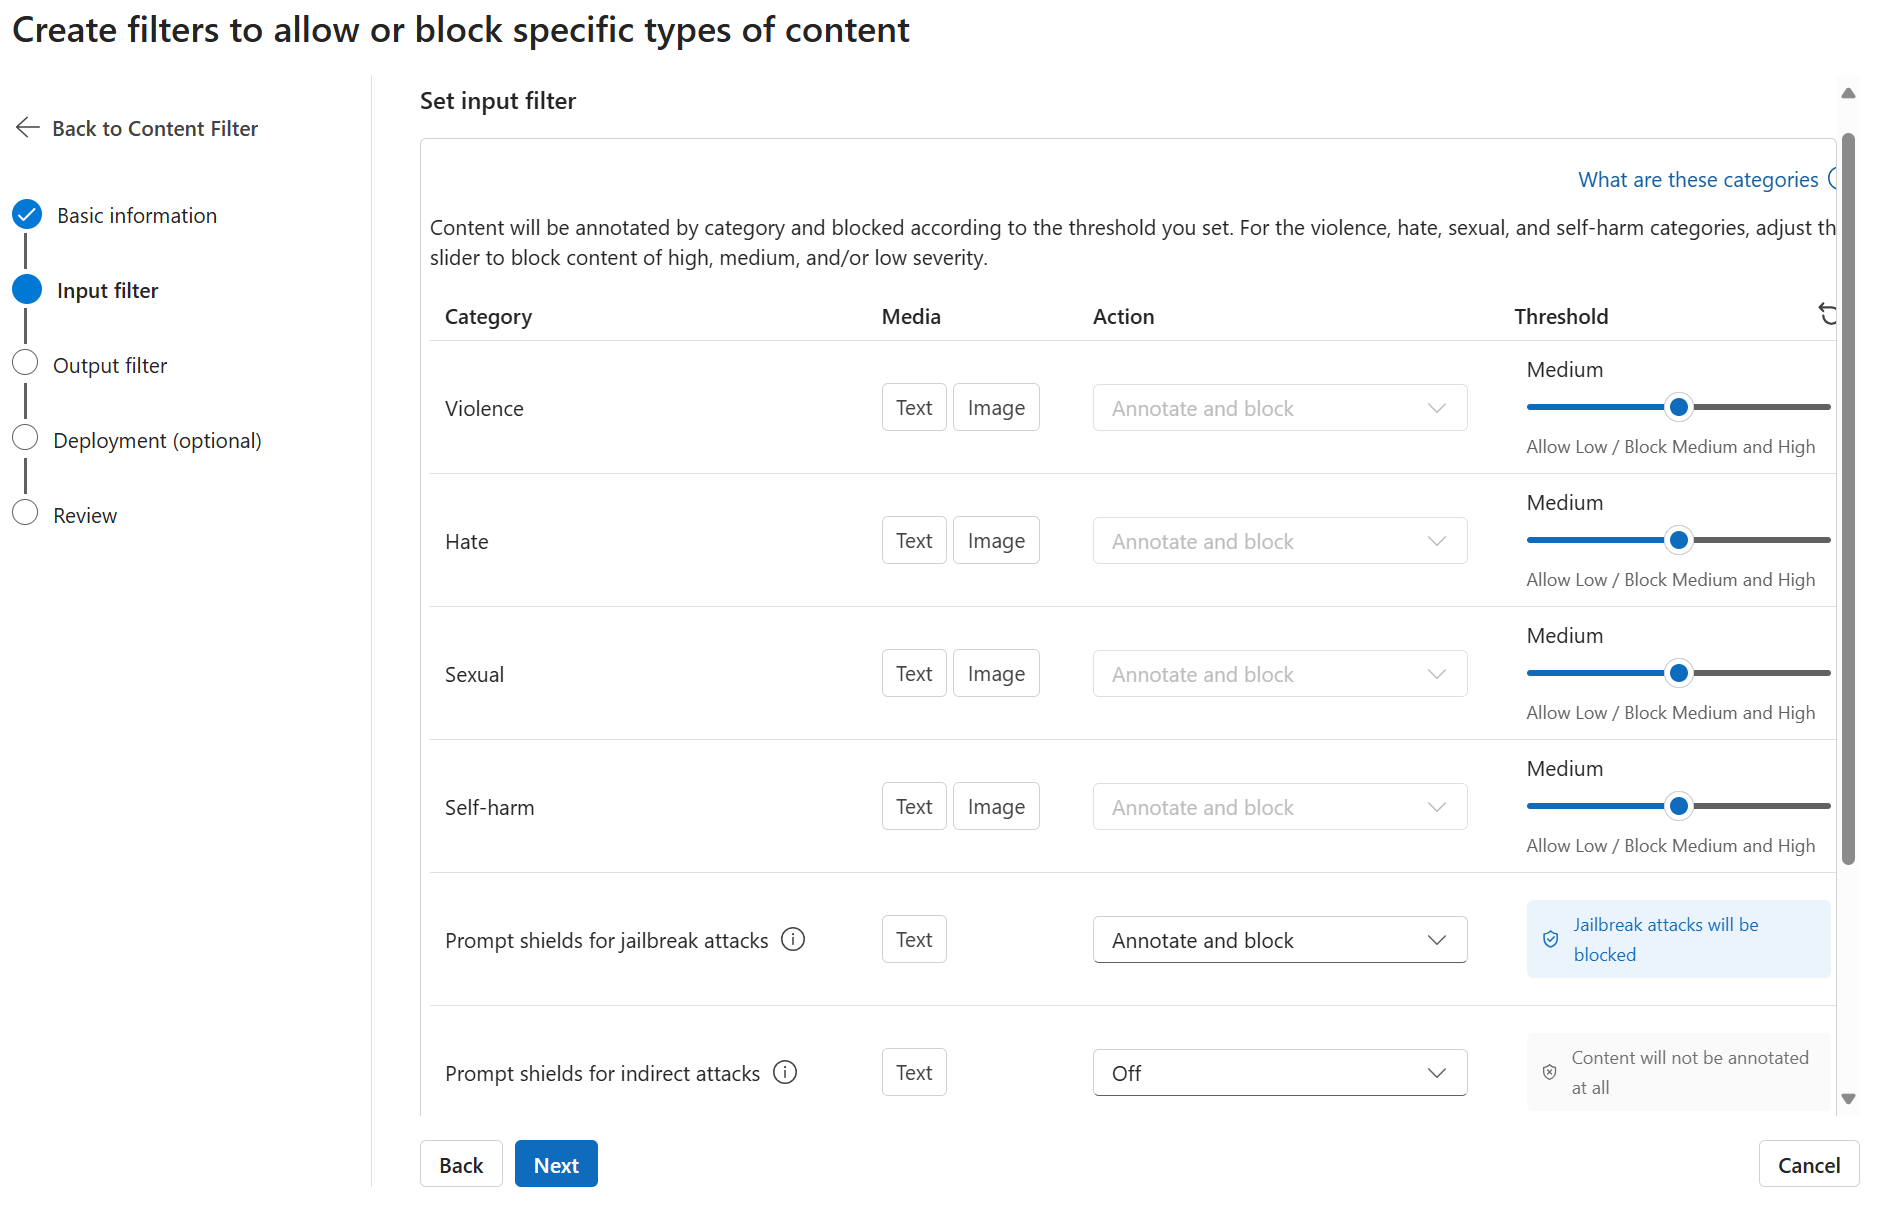 Create filters to allow or block specific types of content
Back to Content Filter
Basic information
Input filter
Output filter
Deployment (optional)
Review
Set input filter
What are these categories
Content will be annotated by category and blocked according to the threshold you set. For the violence, hate, sexual, and self-harm categories, adjust th
slider to block content of high, medium, and/or low severity.
Category Media Action Threshold
Medium
Violence Text Image Annotate and block
Allow Low / Block Medium and High
Medium
Hate Text Image Annotate and block
Allow Low / Block Medium and High
Medium
Sexual Text Image Annotate and block
Allow Low / Block Medium and High
Medium
Self-harm Text Image Annotate and block
Allow Low / Block Medium and High
Prompt shields for jailbreak attacks Text Annotate and block
Jailbreak attacks will be
blocked
Prompt shields for indirect attacks Text Off
Content will not be annotated
at all
Back Next Cancel